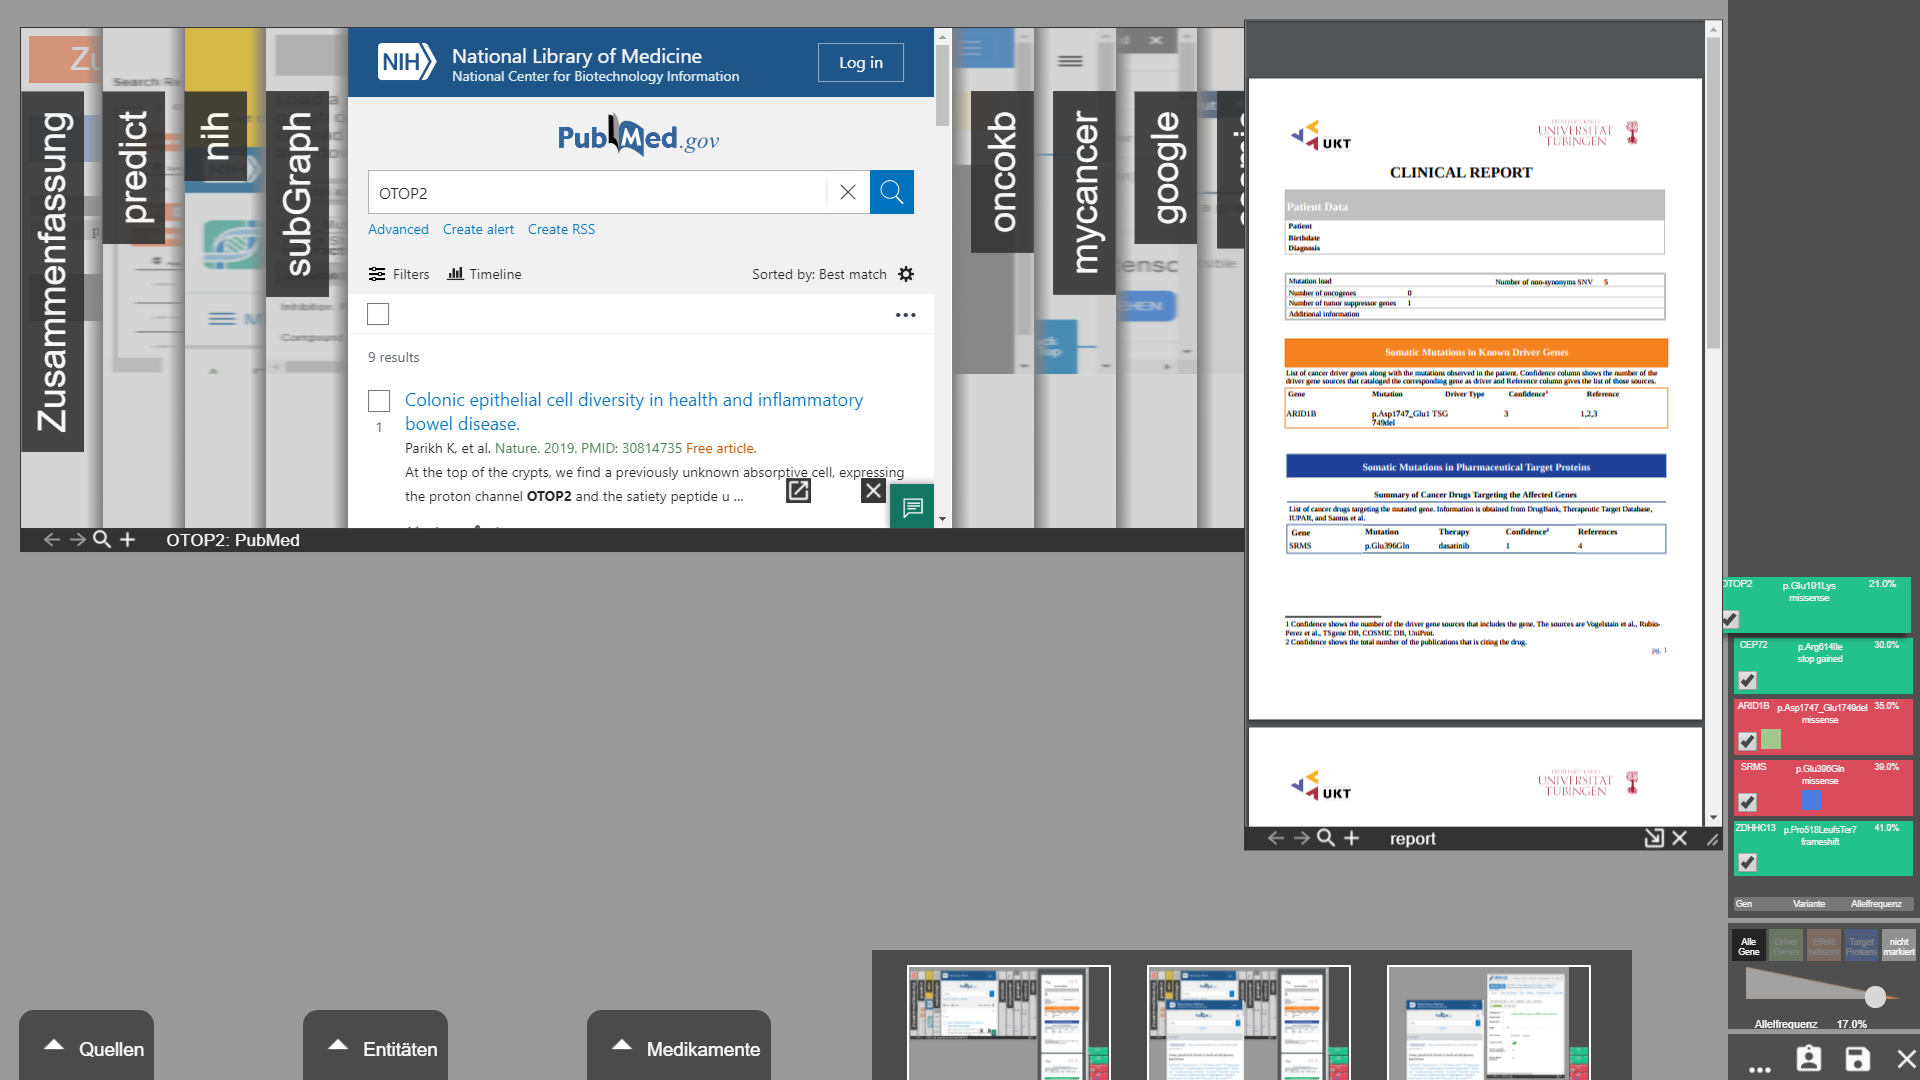 Zusammenfassung
predict
nih
subGraph
NIH
National Library of Medicine
National Center for Biotechnology Information
Log in
PubMed.gov
OTOP2
Advanced Create alert Create RSS
Filters Timeline Sorted by: Best match
9 results
Colonic epithelial cell diversity in health and inflammatory
bowel disease.
1
Parikh K, et al. Nature. 2019. PMID: 30814735 Free article.
At the top of the crypts, we find a previously unknown absorptive cell, expressing
the proton channel OTOP2 and the satiety peptide u ...
OTOP2: PubMed
oncokb
mycancer
google
UKT
EBERHARD KARLS
UNIVERSITÄT
TÜBINGEN
CLINICAL REPORT
Patient Data
Patient
Birthdate
Diagnosis
Mutation load Number of non-synonyms SNV 5
Number of oncogenes 0
Number of tumor suppressor genes 1
Additional information
Somatic Mutations in Known Driver Genes
List of cancer driver genes along with the mutations observed in the patient. Confidence column shows the number of the
driver gene sources that cataloged the corresponding gene as driver and Reference column gives the list of those sources.
Gene Mutation Driver Type Confidence¹ Reference
ARID1B p.Asp1747_Glu1 TSG 3 1,2,3
749del
Somatic Mutations in Pharmaceutical Target Proteins
Summary of Cancer Drugs Targeting the Affected Genes
List of cancer drugs targeting the mutated gene. Information is obtained from DrugBank, Therapeutic Target Database,
IUPAR, and Santos et al.
Gene Mutation Therapy Confidence² References
SRMS p.Glu396Gln dasatinib 1 4
1 Confidence shows the number of the driver gene sources that includes the gene. The sources are Vogelstain et al., Rubio-
Perez et al., TSgene DB, COSMIC DB, UniProt.
2 Confidence shows the total number of the publications that is citing the drug.
pg. 1
UKT
EBERHARD KARLS
UNIVERSITÄT
TÜBINGEN
report
OTOP2 p.Glu191Lys 21.0%
missense
CEP72 p.Arg614Ile 30.0%
stop gained
ARID1B p.Asp1747_Glu1749del 35.0%
missense
SRMS p.Glu396Gln 39.0%
missense
ZDHHC13 p.Pro518LeufsTer7 41.0%
frameshift
Gen Variante Allelfrequenz
Alle Driver Effekt Target nicht
Gene Genes bekannt Proteins markiert
Allelfrequenz 17.0%
Quellen
Entitäten
Medikamente